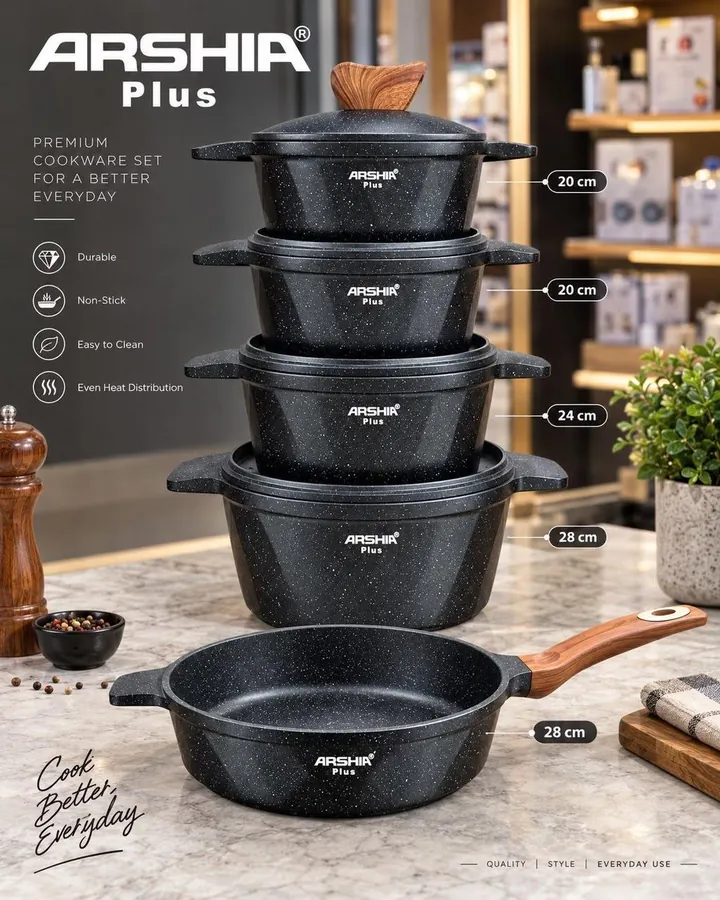 ARSHIA®
Plus
PREMIUM
COOKWARE SET
FOR A BETTER
EVERYDAY
Durable
Non-Stick
Easy to Clean
Even Heat Distribution
ARSHIA®
Plus
20 cm
ARSHIA®
Plus
20 cm
ARSHIA®
Plus
24 cm
ARSHIA®
Plus
28 cm
ARSHIA®
Plus
28 cm
Cook
Better,
Everyday
QUALITY | STYLE | EVERYDAY USE